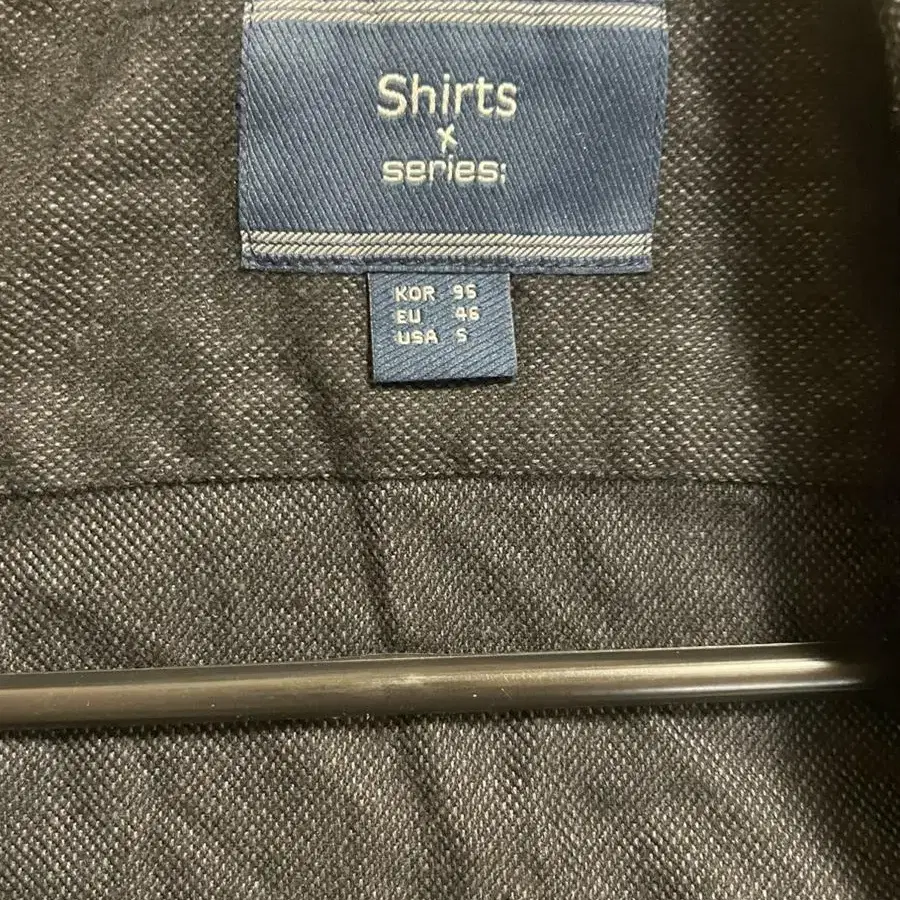 Shirts
x
series:
KOR 95
EU 46
USA S